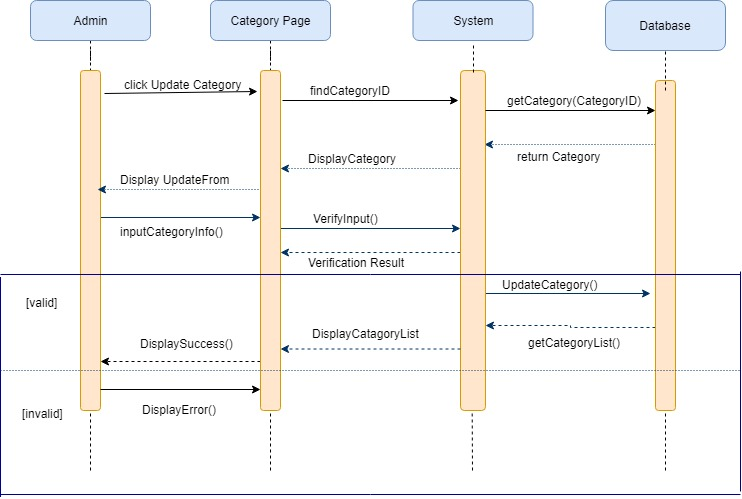 Admin
Category Page
System
Database
click Update Category
findCategoryID
getCategory(CategoryID)
return Category
DisplayCategory
Display UpdateFrom
inputCategoryInfo()
VerifyInput()
Verification Result
[valid]
UpdateCategory()
getCategoryList()
DisplayCatagoryList
DisplaySuccess()
[invalid]
DisplayError()